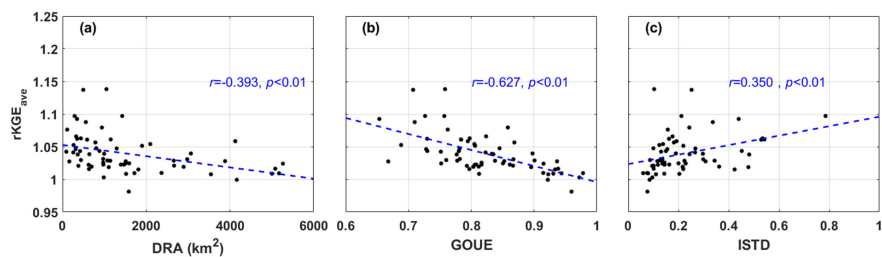 (a)
(b)
(c)
r=-0.393, p<0.01
r=-0.627, p<0.01
r=0.350 , p<0.01
rKGEave
1.25
1.2
1.15
1.1
1.05
1
0.95
0 2000 4000 6000
0.6 0.7 0.8 0.9 1
0 0.2 0.4 0.6 0.8 1
DRA (km²)
GOUE
ISTD